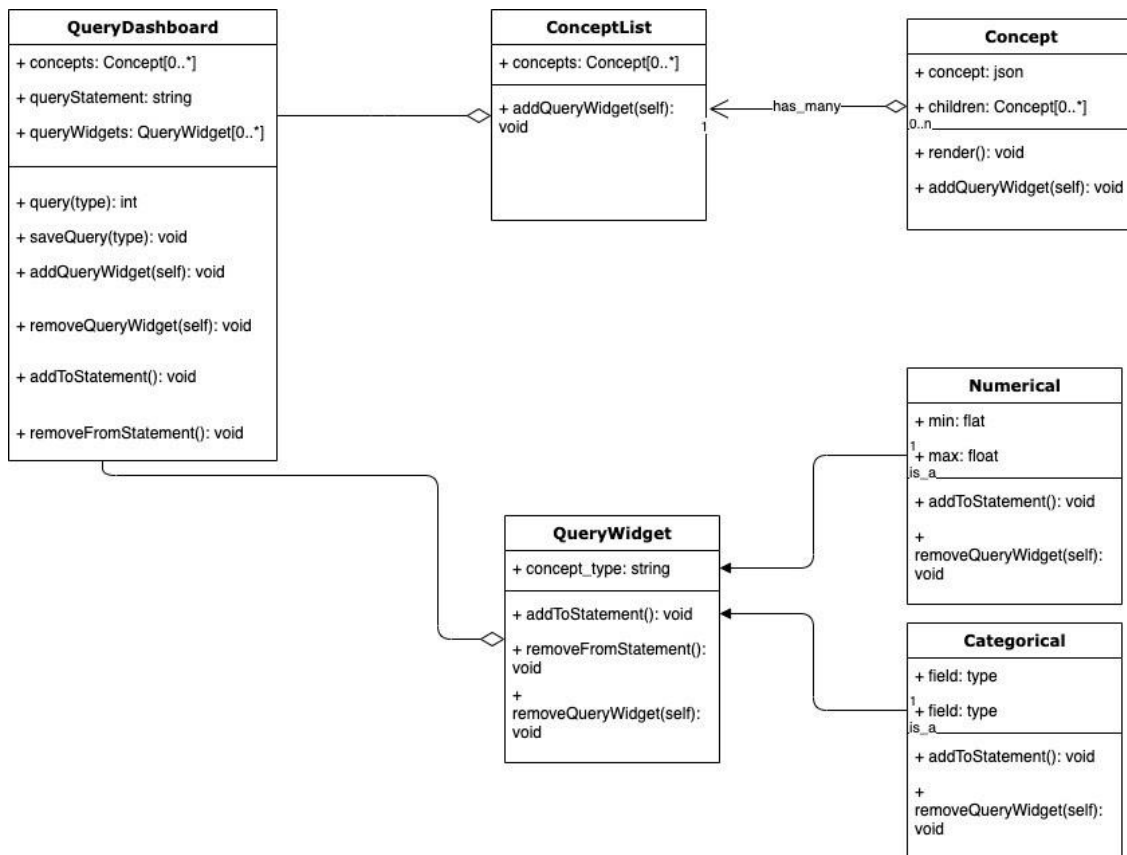 QueryDashboard
+ concepts: Concept[0..*]
+ queryStatement: string
+ queryWidgets: QueryWidget[0..*]
+ query(type): int
+ saveQuery(type): void
+ addQueryWidget(self): void
+ removeQueryWidget(self): void
+ addToStatement(): void
+ removeFromStatement(): void
ConceptList
+ concepts: Concept[0..*]
+ addQueryWidget(self):
void
1
has_many
Concept
+ concept: json
+ children: Concept[0..*]
0..n
+ render(): void
+ addQueryWidget(self): void
QueryWidget
+ concept_type: string
+ addToStatement(): void
+ removeFromStatement():
void
+
removeQueryWidget(self):
void
Numerical
+ min: flat
1
+ max: float
is_a
+ addToStatement(): void
+
removeQueryWidget(self):
void
Categorical
+ field: type
1
+ field: type
is_a
+ addToStatement(): void
+
removeQueryWidget(self):
void